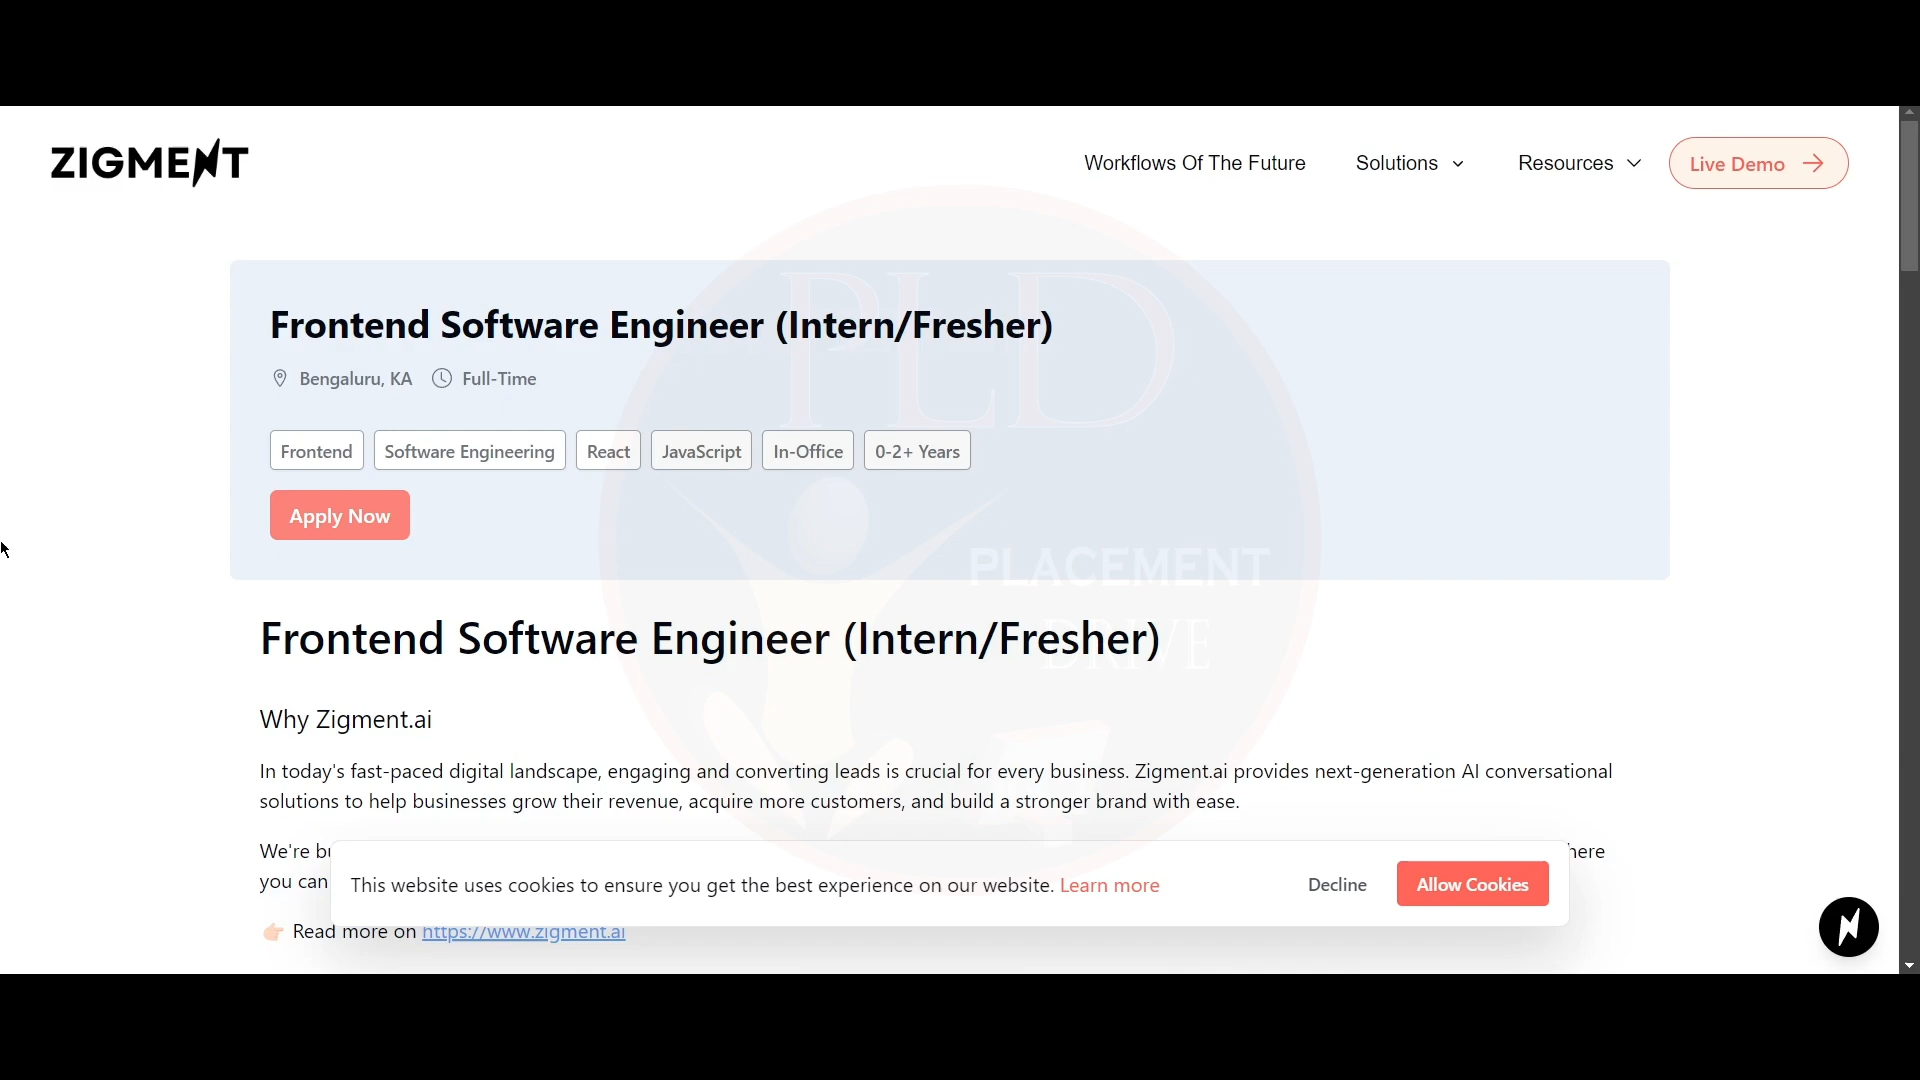 ZIGMENT
Workflows Of The Future
Solutions
Resources
Live Demo
Frontend Software Engineer (Intern/Fresher)
Bengaluru, KA
Full-Time
Frontend
Software Engineering
React
JavaScript
In-Office
0-2+ Years
Apply Now
PLD
PLACEMENT
DRIVE
Frontend Software Engineer (Intern/Fresher)
Why Zigment.ai
In today's fast-paced digital landscape, engaging and converting leads is crucial for every business. Zigment.ai provides next-generation AI conversational
solutions to help businesses grow their revenue, acquire more customers, and build a stronger brand with ease.
We're
you can
This website uses cookies to ensure you get the best experience on our website. Learn more
Decline
Allow Cookies
👉 Read more on https://www.zigment.ai